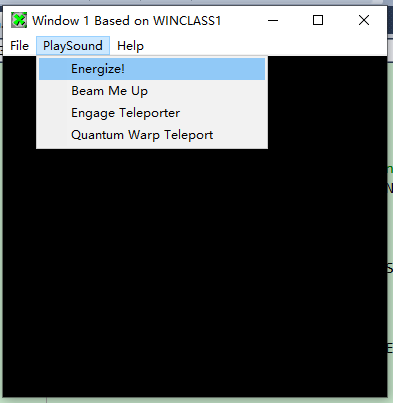 Window 1 Based on WINCLASS1
File PlaySound Help
Energize!
Beam Me Up
Engage Teleporter
Quantum Warp Teleport